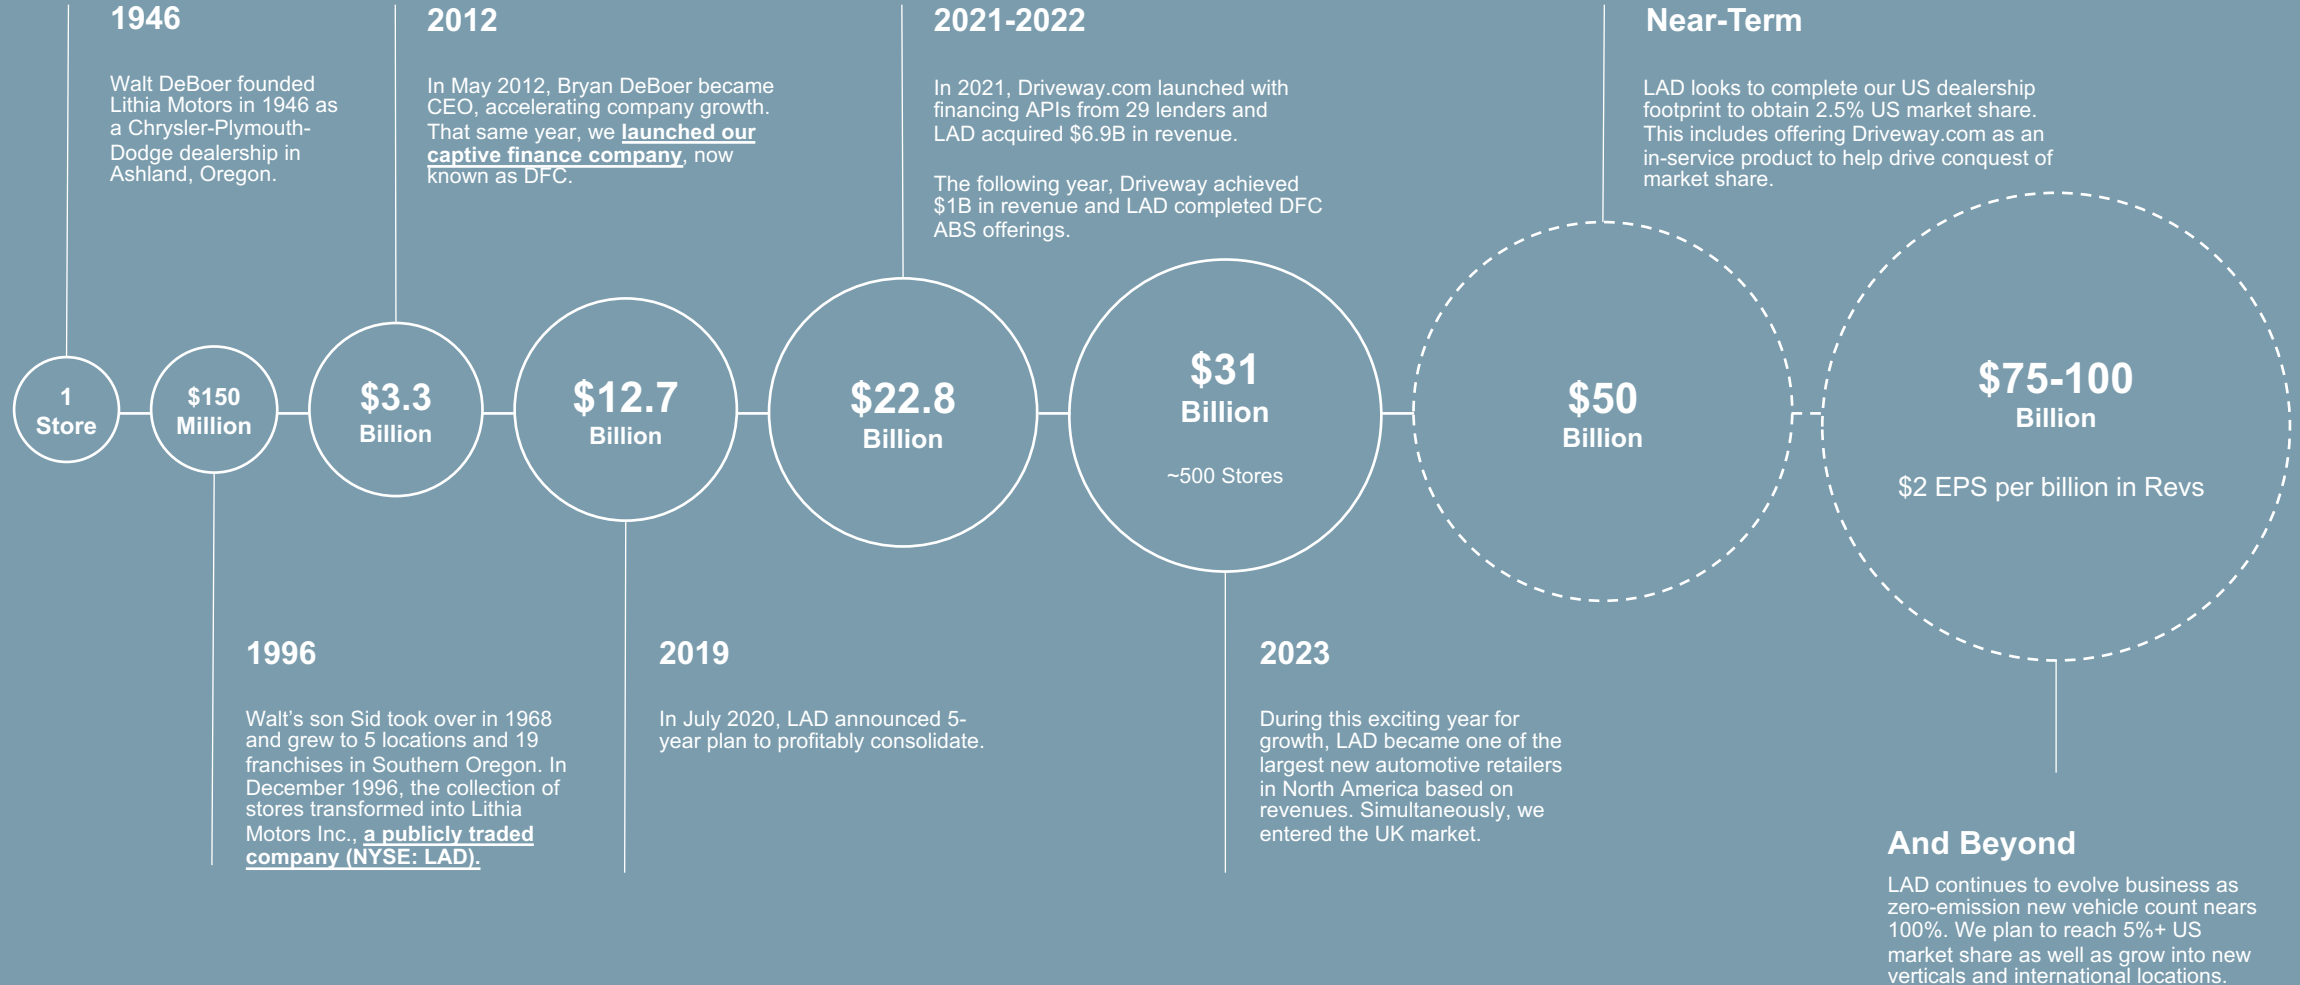 1946
Walt DeBoer founded
Lithia Motors in 1946 as
a Chrysler-Plymouth-
Dodge dealership in
Ashland, Oregon.
2012
In May 2012, Bryan DeBoer became
CEO, accelerating company growth.
That same year, we launched our
captive finance company, now
known as DFC.
2021-2022
In 2021, Driveway.com launched with
financing APIs from 29 lenders and
LAD acquired $6.9B in revenue.
The following year, Driveway achieved
$1B in revenue and LAD completed DFC
ABS offerings.
Near-Term
LAD looks to complete our US dealership
footprint to obtain 2.5% US market share.
This includes offering Driveway.com as an
in-service product to help drive conquest of
market share.
1
Store
$150
Million
$3.3
Billion
$12.7
Billion
$22.8
Billion
$31
Billion
~500 Stores
$50
Billion
$75-100
Billion
$2 EPS per billion in Revs
1996
Walt’s son Sid took over in 1968
and grew to 5 locations and 19
franchises in Southern Oregon. In
December 1996, the collection of
stores transformed into Lithia
Motors Inc., a publicly traded
company (NYSE: LAD).
2019
In July 2020, LAD announced 5-
year plan to profitably consolidate.
2023
During this exciting year for
growth, LAD became one of the
largest new automotive retailers
in North America based on
revenues. Simultaneously, we
entered the UK market.
And Beyond
LAD continues to evolve business as
zero-emission new vehicle count nears
100%. We plan to reach 5%+ US
market share as well as grow into new
verticals and international locations.